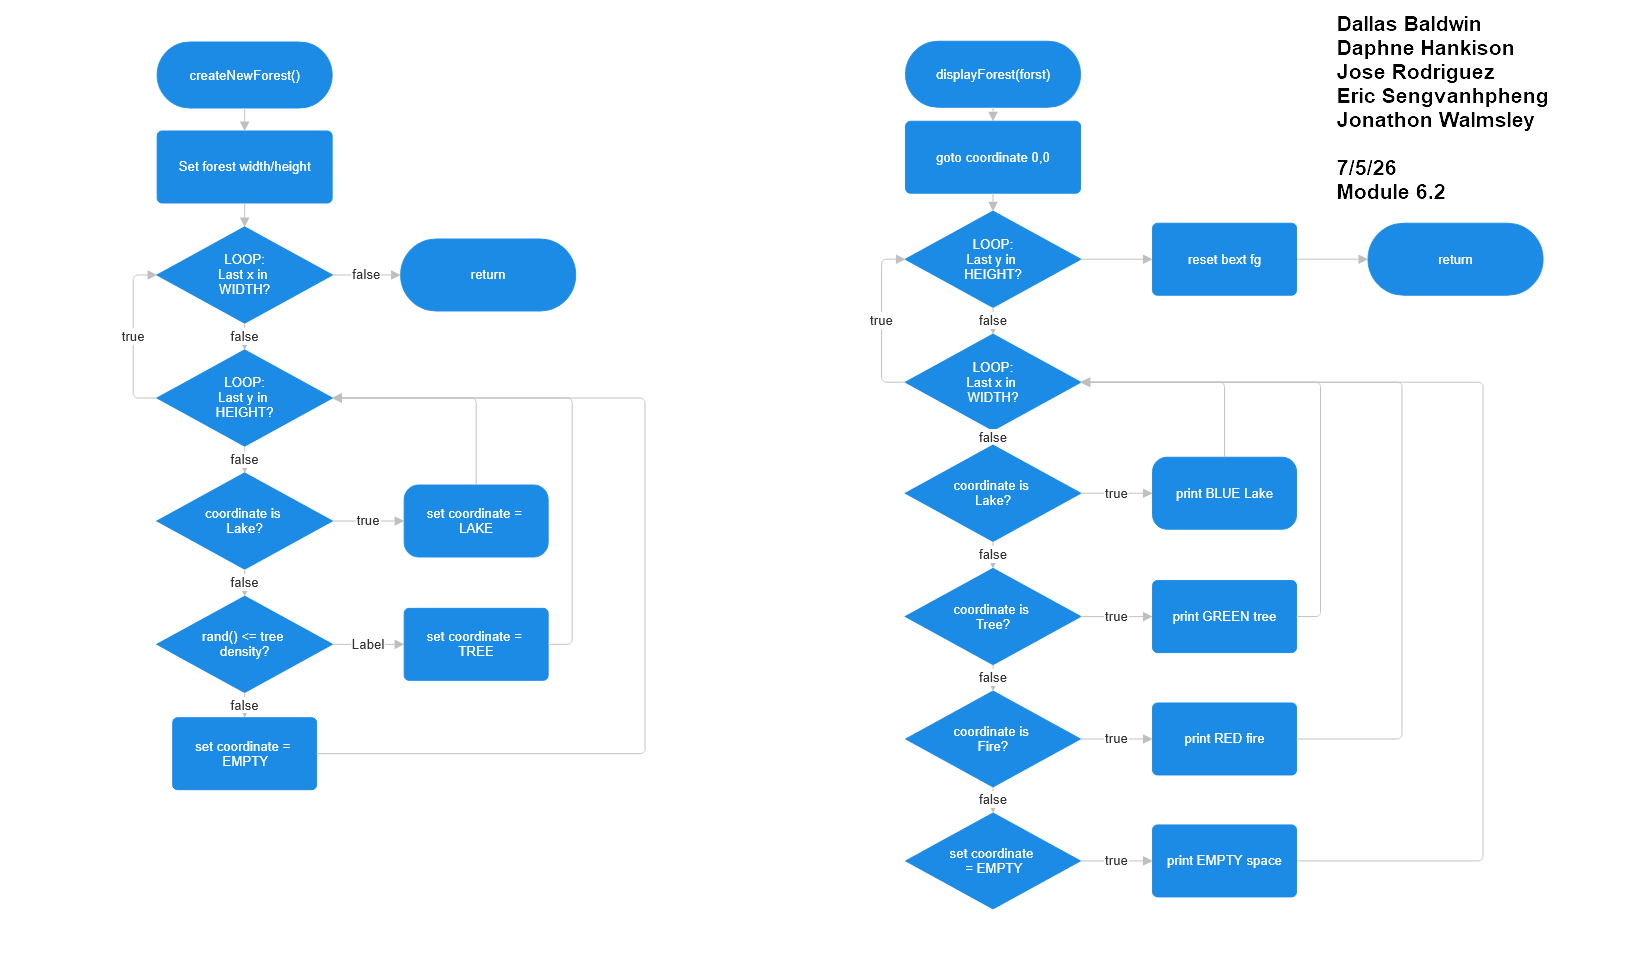 createNewForest()
Set forest width/height
LOOP:
Last x in
WIDTH?
false
return
true
false
LOOP:
Last y in
HEIGHT?
false
coordinate is
Lake?
true
set coordinate =
LAKE
false
rand() <= tree
density?
Label
set coordinate =
TREE
false
set coordinate =
EMPTY
displayForest(forst)
goto coordinate 0,0
LOOP:
Last y in
HEIGHT?
reset bext fg
return
true
false
LOOP:
Last x in
WIDTH?
false
coordinate is
Lake?
true
print BLUE Lake
false
coordinate is
Tree?
true
print GREEN tree
false
coordinate is
Fire?
true
print RED fire
false
set coordinate
= EMPTY
true
print EMPTY space
Dallas Baldwin
Daphne Hankison
Jose Rodriguez
Eric Sengvanhpheng
Jonathon Walmsley
7/5/26
Module 6.2